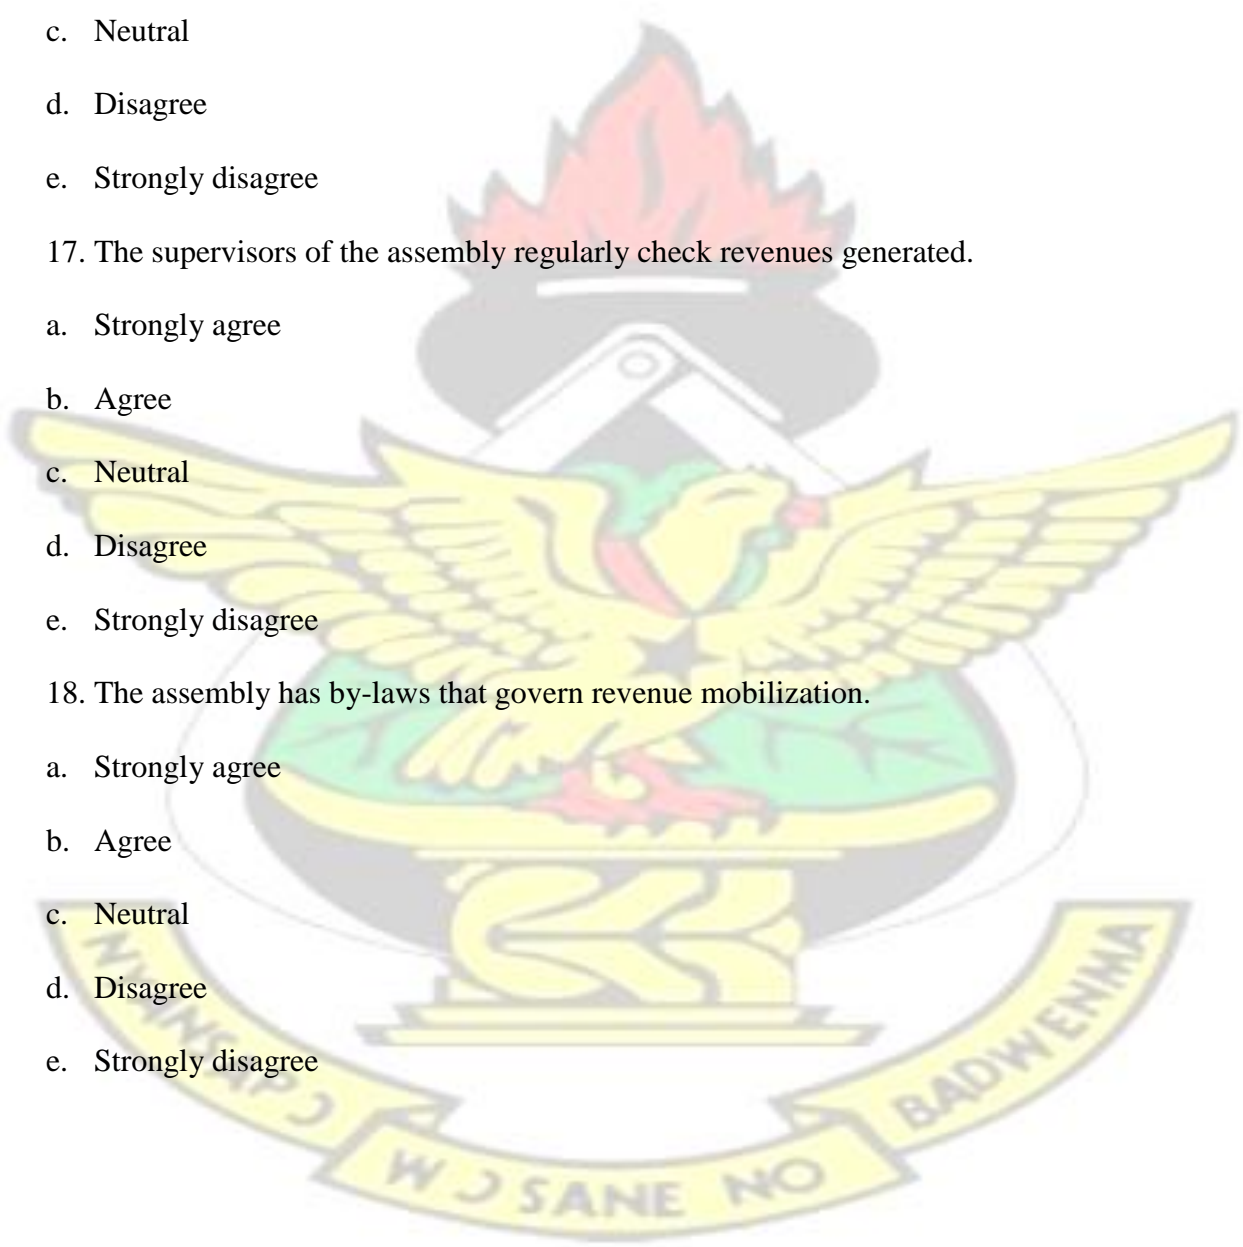 c. Neutral
d. Disagree
e. Strongly disagree
17. The supervisors of the assembly regularly check revenues generated.
a. Strongly agree
b. Agree
c. Neutral
d. Disagree
e. Strongly disagree
18. The assembly has by-laws that govern revenue mobilization.
a. Strongly agree
b. Agree
c. Neutral
d. Disagree
e. Strongly disagree
NYANSAPƆ
WƆ SANE NO
BADWENMA